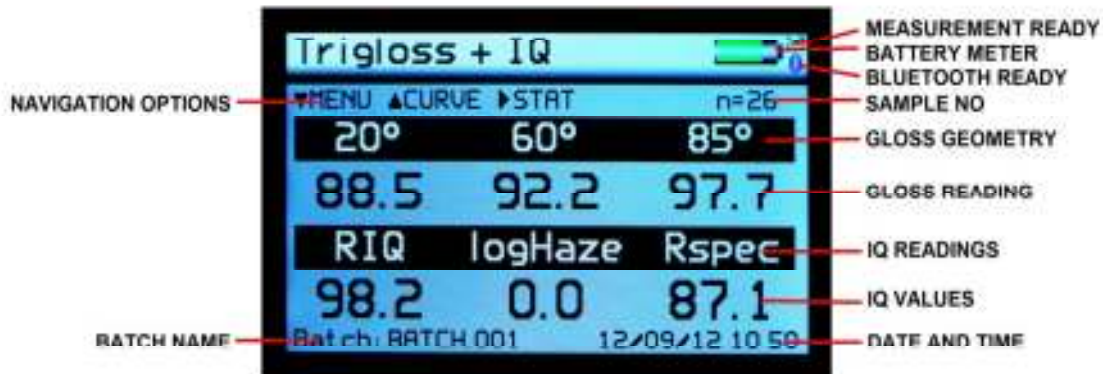 Trigloss + IQ
MEASUREMENT READY
BATTERY METER
BLUETOOTH READY
NAVIGATION OPTIONS
▼MENU ▲CURVE ▶STAT n=26
SAMPLE NO
20° 60° 85°
GLOSS GEOMETRY
88.5 92.2 97.7
GLOSS READING
RIQ logHaze Rspec
IQ READINGS
98.2 0.0 87.1
IQ VALUES
BATCH NAME
Batch: BATCH 001 12/09/12 10 50
DATE AND TIME